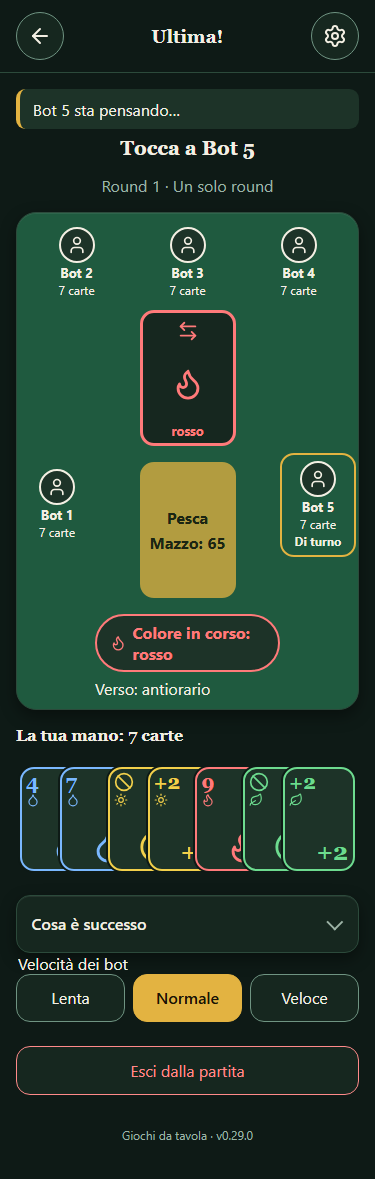 Ultima!
Bot 5 sta pensando...
Tocca a Bot 5
Round 1 · Un solo round
Bot 2
7 carte
Bot 3
7 carte
Bot 4
7 carte
rosso
Bot 1
7 carte
Pesca
Mazzo: 65
Bot 5
7 carte
Di turno
Colore in corso:
rosso
Verso: antiorario
La tua mano: 7 carte
4
7
+2
+
9
+2
+2
Cosa è successo
Velocità dei bot
Lenta
Normale
Veloce
Esci dalla partita
Giochi da tavola · v0.29.0